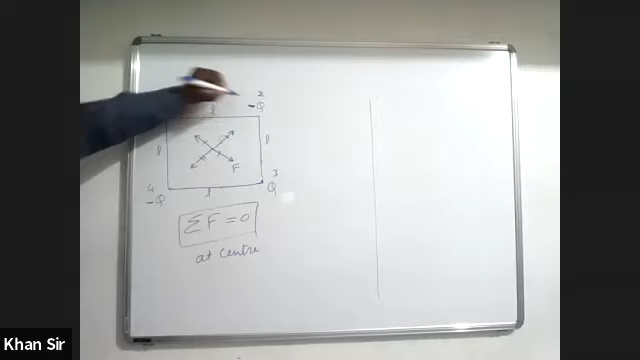 2
l -Q
l l
F
3
4 Q
-Q l
ΣF = 0
at centre
Khan Sir